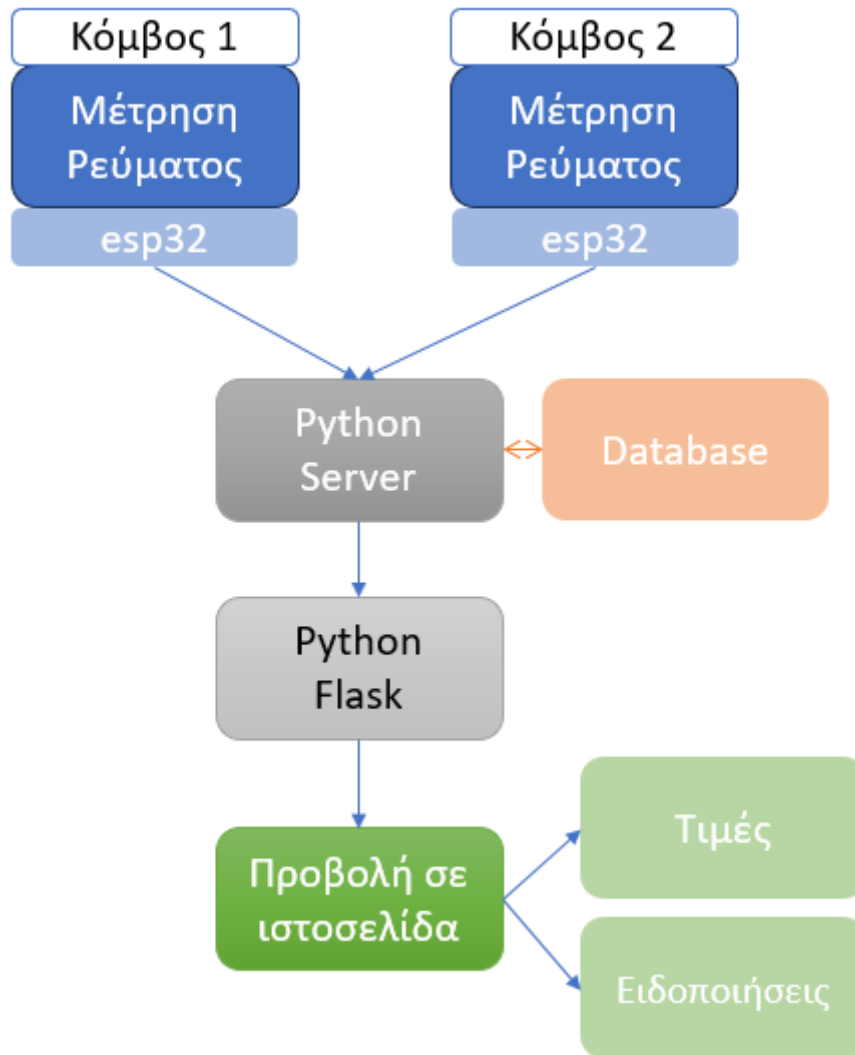 Κόμβος 1
Κόμβος 2
Μέτρηση
Ρεύματος
Μέτρηση
Ρεύματος
esp32
esp32
Python
Server
Database
Python
Flask
Τιμές
Προβολή σε
ιστοσελίδα
Ειδοποιήσεις